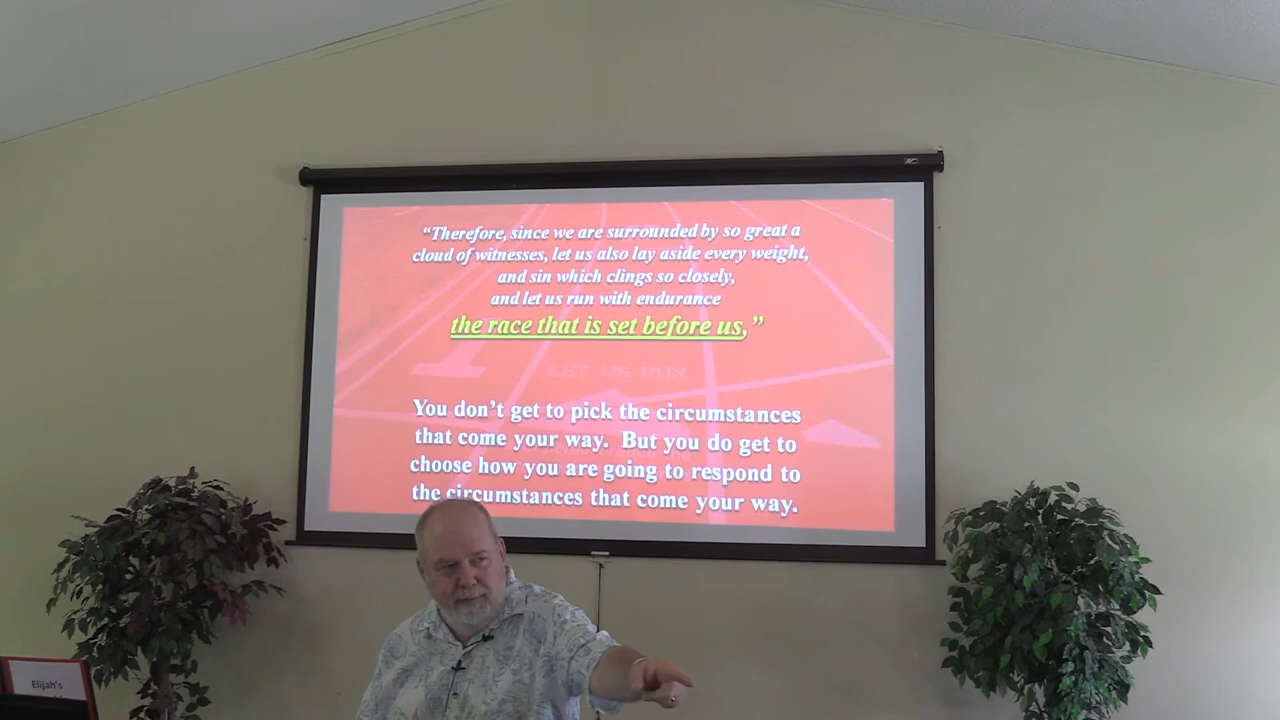 “Therefore, since we are surrounded by so great a
cloud of witnesses, let us also lay aside every weight,
and sin which clings so closely,
and let us run with endurance
the race that is set before us,”
LET US RUN
You don’t get to pick the circumstances
that come your way.  But you do get to
choose how you are going to respond to
the circumstances that come your way.
Elijah's